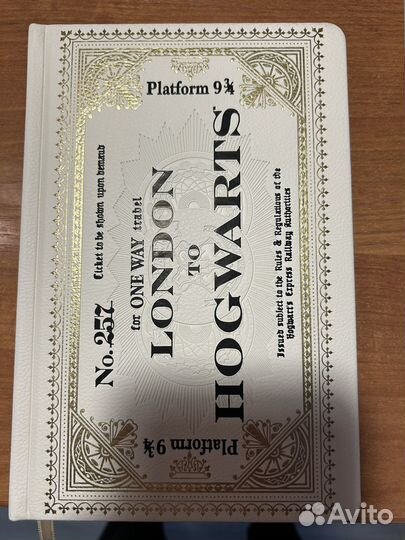 Platform 9¾
No. 257 Ticket to be shown upon demand
for ONE WAY travel
LONDON
TO
HOGWARTS
Issued subject to the Rules & Regulations of the
Hogwart's Express Railway Authorities
Platform 9¾
Avito